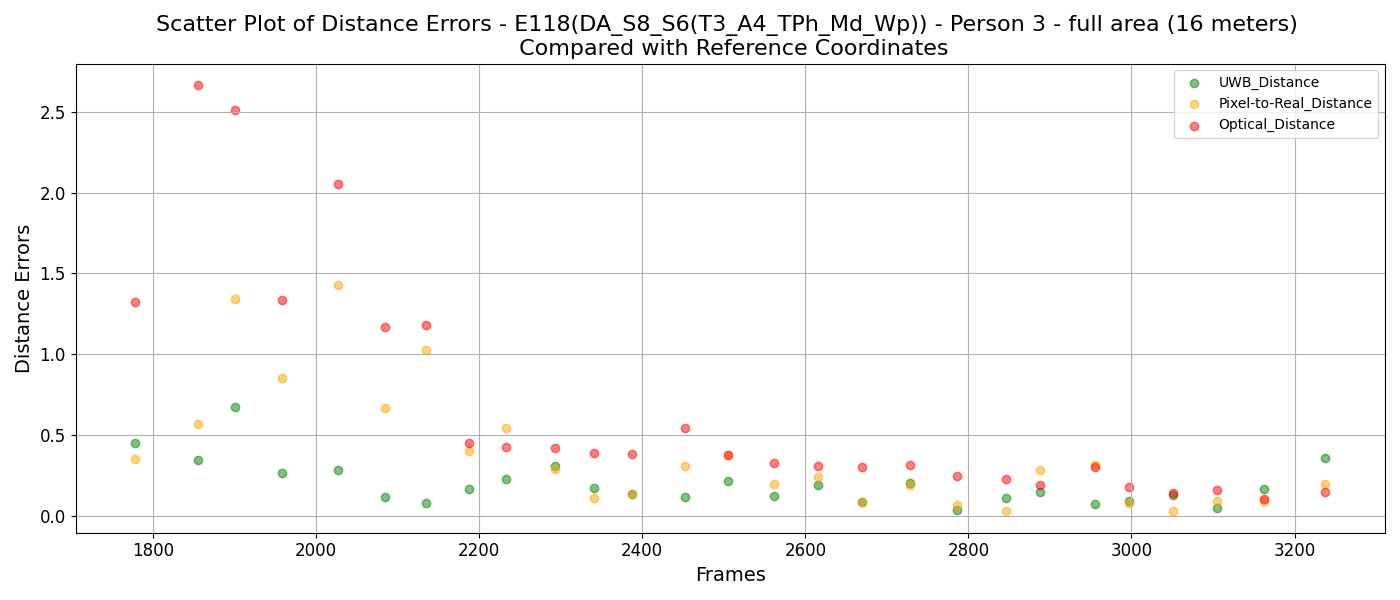 Scatter Plot of Distance Errors - E118(DA_S8_S6(T3_A4_TPh_Md_Wp)) - Person 3 - full area (16 meters)
Compared with Reference Coordinates
UWB_Distance
Pixel-to-Real_Distance
Optical_Distance
Distance Errors
2.5
2.0
1.5
1.0
0.5
0.0
1800 2000 2200 2400 2600 2800 3000 3200
Frames